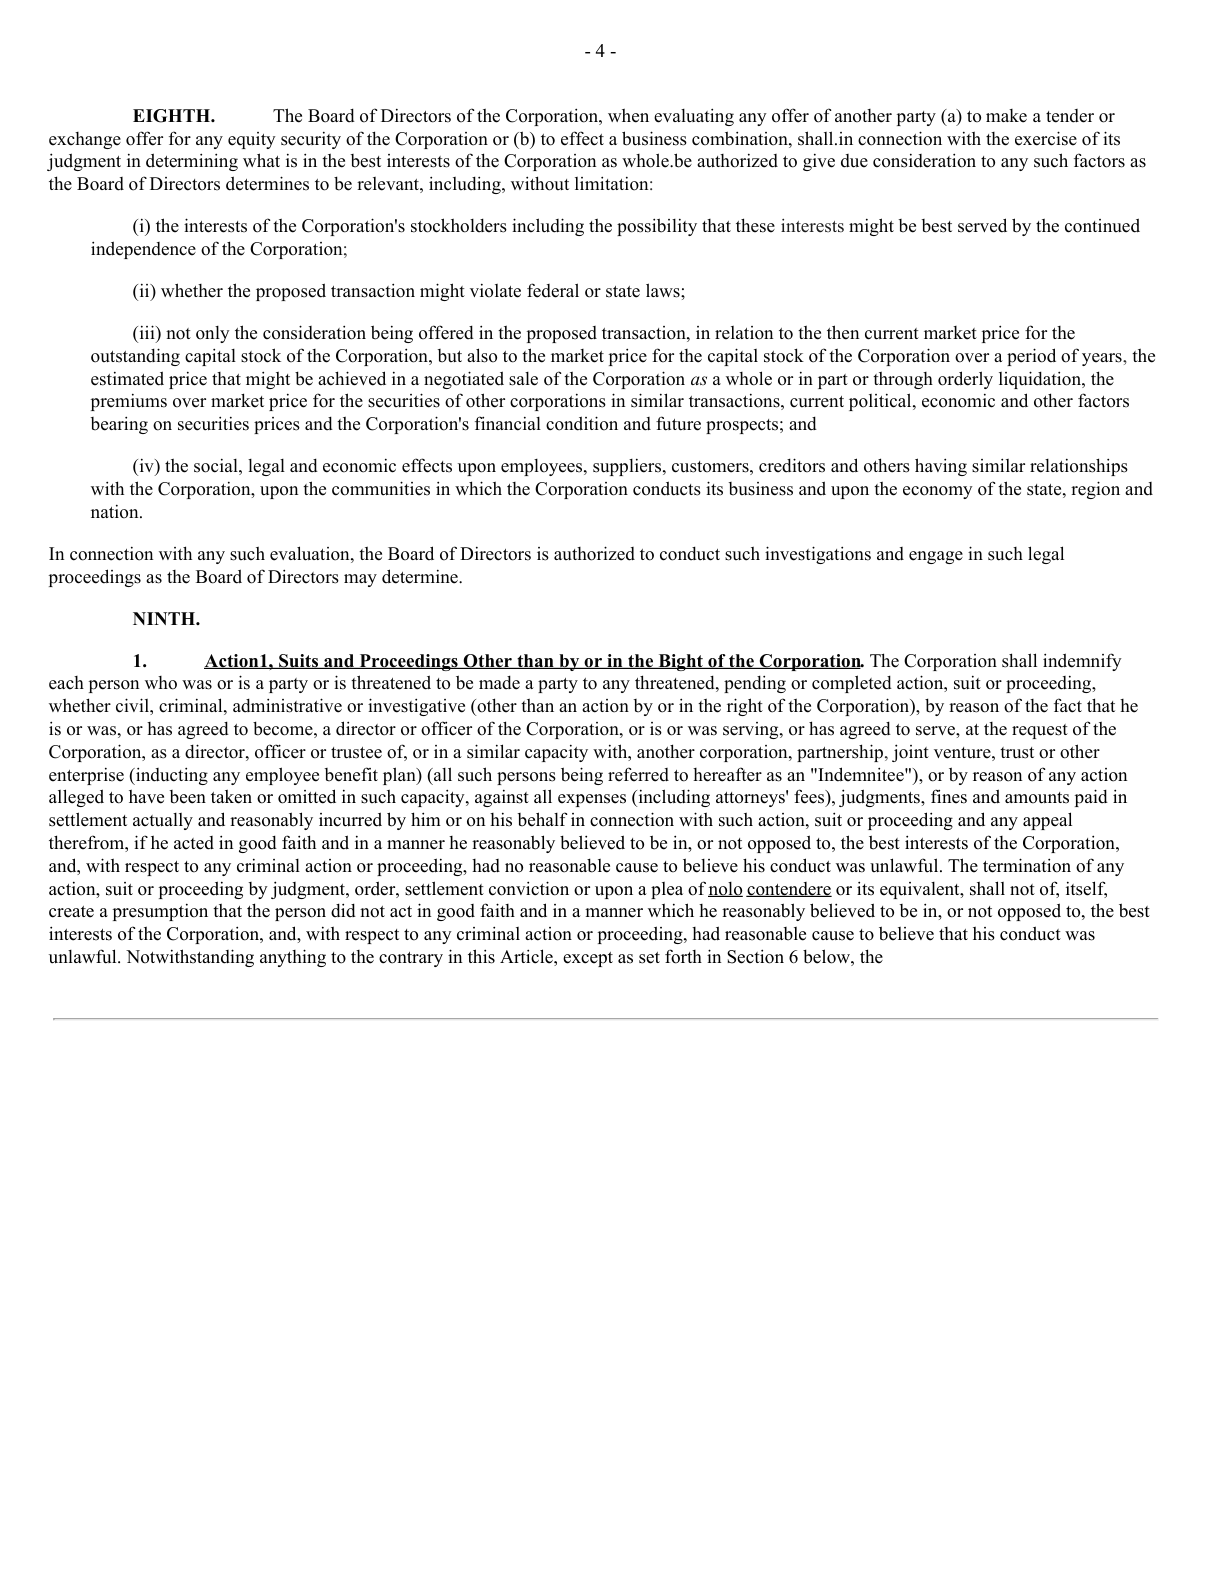 - 4 -
EIGHTH. The Board of Directors of the Corporation, when evaluating any offer of another party (a) to make a tender or
exchange offer for any equity security of the Corporation or (b) to effect a business combination, shall.in connection with the exercise of its
judgment in determining what is in the best interests of the Corporation as whole.be authorized to give due consideration to any such factors as
the Board of Directors determines to be relevant, including, without limitation:
(i) the interests of the Corporation's stockholders including the possibility that these interests might be best served by the continued
independence of the Corporation;
(ii) whether the proposed transaction might violate federal or state laws;
(iii) not only the consideration being offered in the proposed transaction, in relation to the then current market price for the
outstanding capital stock of the Corporation, but also to the market price for the capital stock of the Corporation over a period of years, the
estimated price that might be achieved in a negotiated sale of the Corporation as a whole or in part or through orderly liquidation, the
premiums over market price for the securities of other corporations in similar transactions, current political, economic and other factors
bearing on securities prices and the Corporation's financial condition and future prospects; and
(iv) the social, legal and economic effects upon employees, suppliers, customers, creditors and others having similar relationships
with the Corporation, upon the communities in which the Corporation conducts its business and upon the economy of the state, region and
nation.
In connection with any such evaluation, the Board of Directors is authorized to conduct such investigations and engage in such legal
proceedings as the Board of Directors may determine.
NINTH.
1. Action1, Suits and Proceedings Other than by or in the Bight of the Corporation. The Corporation shall indemnify
each person who was or is a party or is threatened to be made a party to any threatened, pending or completed action, suit or proceeding,
whether civil, criminal, administrative or investigative (other than an action by or in the right of the Corporation), by reason of the fact that he
is or was, or has agreed to become, a director or officer of the Corporation, or is or was serving, or has agreed to serve, at the request of the
Corporation, as a director, officer or trustee of, or in a similar capacity with, another corporation, partnership, joint venture, trust or other
enterprise (inducting any employee benefit plan) (all such persons being referred to hereafter as an "Indemnitee"), or by reason of any action
alleged to have been taken or omitted in such capacity, against all expenses (including attorneys' fees), judgments, fines and amounts paid in
settlement actually and reasonably incurred by him or on his behalf in connection with such action, suit or proceeding and any appeal
therefrom, if he acted in good faith and in a manner he reasonably believed to be in, or not opposed to, the best interests of the Corporation,
and, with respect to any criminal action or proceeding, had no reasonable cause to believe his conduct was unlawful. The termination of any
action, suit or proceeding by judgment, order, settlement conviction or upon a plea of nolo contendere or its equivalent, shall not of, itself,
create a presumption that the person did not act in good faith and in a manner which he reasonably believed to be in, or not opposed to, the best
interests of the Corporation, and, with respect to any criminal action or proceeding, had reasonable cause to believe that his conduct was
unlawful. Notwithstanding anything to the contrary in this Article, except as set forth in Section 6 below, the